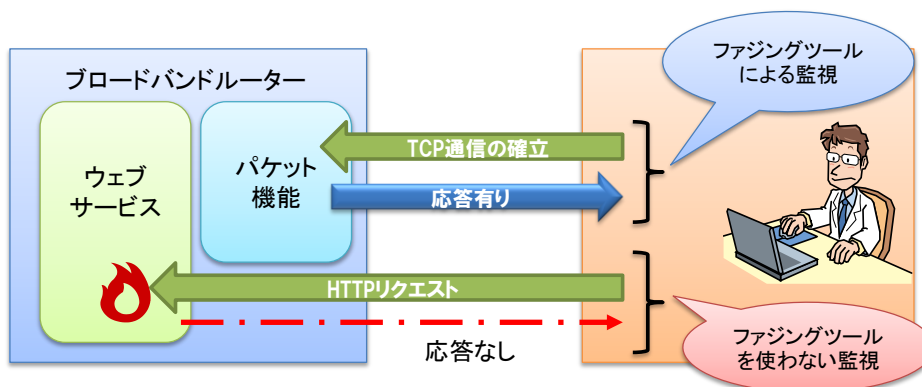 ブロードバンドルーター
ウェブ
サービス
パケット
機能
TCP通信の確立
応答有り
HTTPリクエスト
応答なし
ファジングツール
による監視
ファジングツール
を使わない監視